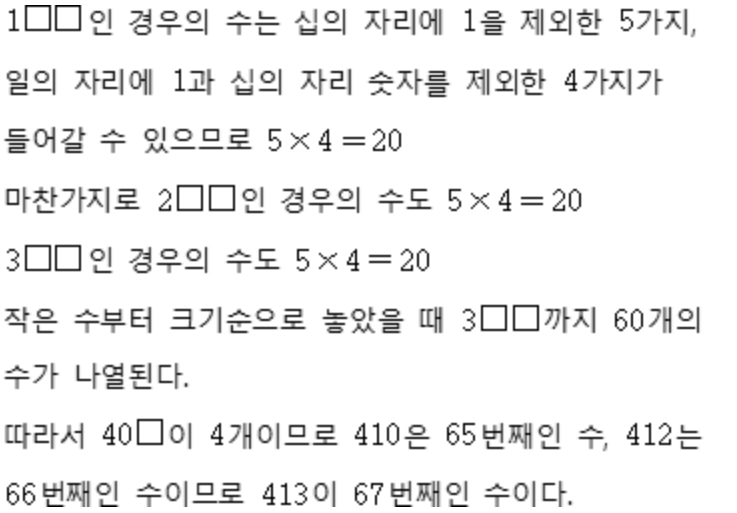 1□□인 경우의 수는 십의 자리에 1을 제외한 5가지,
일의 자리에 1과 십의 자리 숫자를 제외한 4가지가
들어갈 수 있으므로 5×4=20
마찬가지로 2□□인 경우의 수도 5×4=20
3□□인 경우의 수도 5×4=20
작은 수부터 크기순으로 놓았을 때 3□□까지 60개의
수가 나열된다.
따라서 40□이 4개이므로 410은 65번째인 수, 412는
66번째인 수이므로 413이 67번째인 수이다.